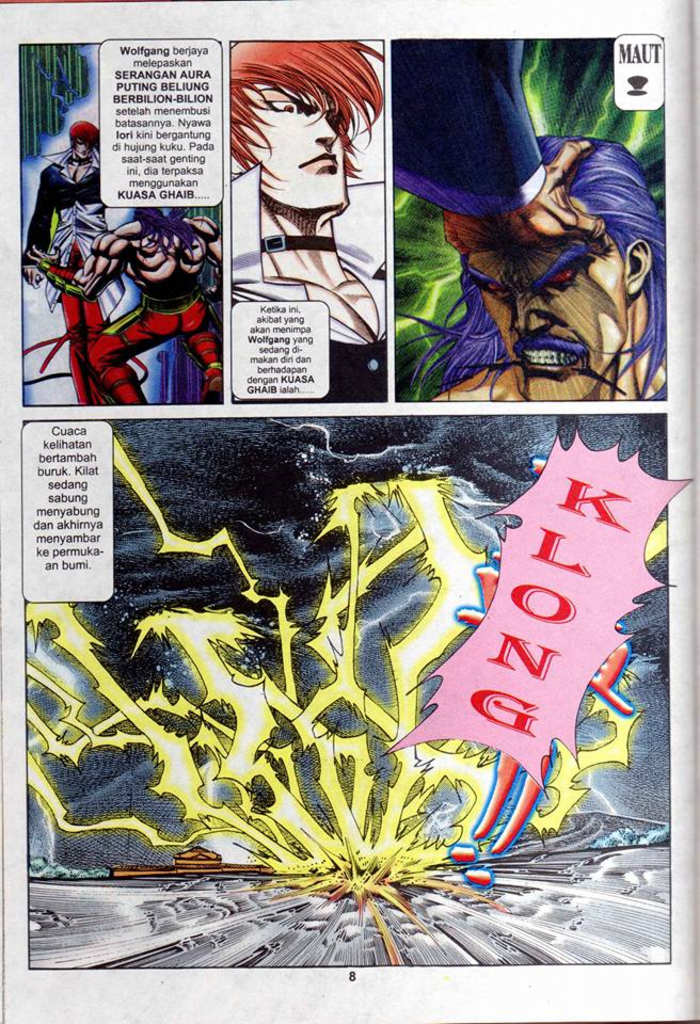 Wolfgang berjaya
melepaskan
SERANGAN AURA
PUTING BELIUNG
BERBILION-BILION
setelah menembusi
batasannya. Nyawa
Iori kini bergantung
di hujung kuku. Pada
saat-saat genting
ini, dia terpaksa
menggunakan
KUASA GHAIB.....
Ketika ini,
akibat yang
akan menimpa
Wolfgang yang
sedang di-
makan diri dan
berhadapan
dengan KUASA
GHAIB ialah.....
MAUT
Cuaca
kelihatan
bertambah
buruk. Kilat
sedang
sabung
menyabung
dan akhirnya
menyambar
ke permuka-
an bumi.
KLONG
!!
8